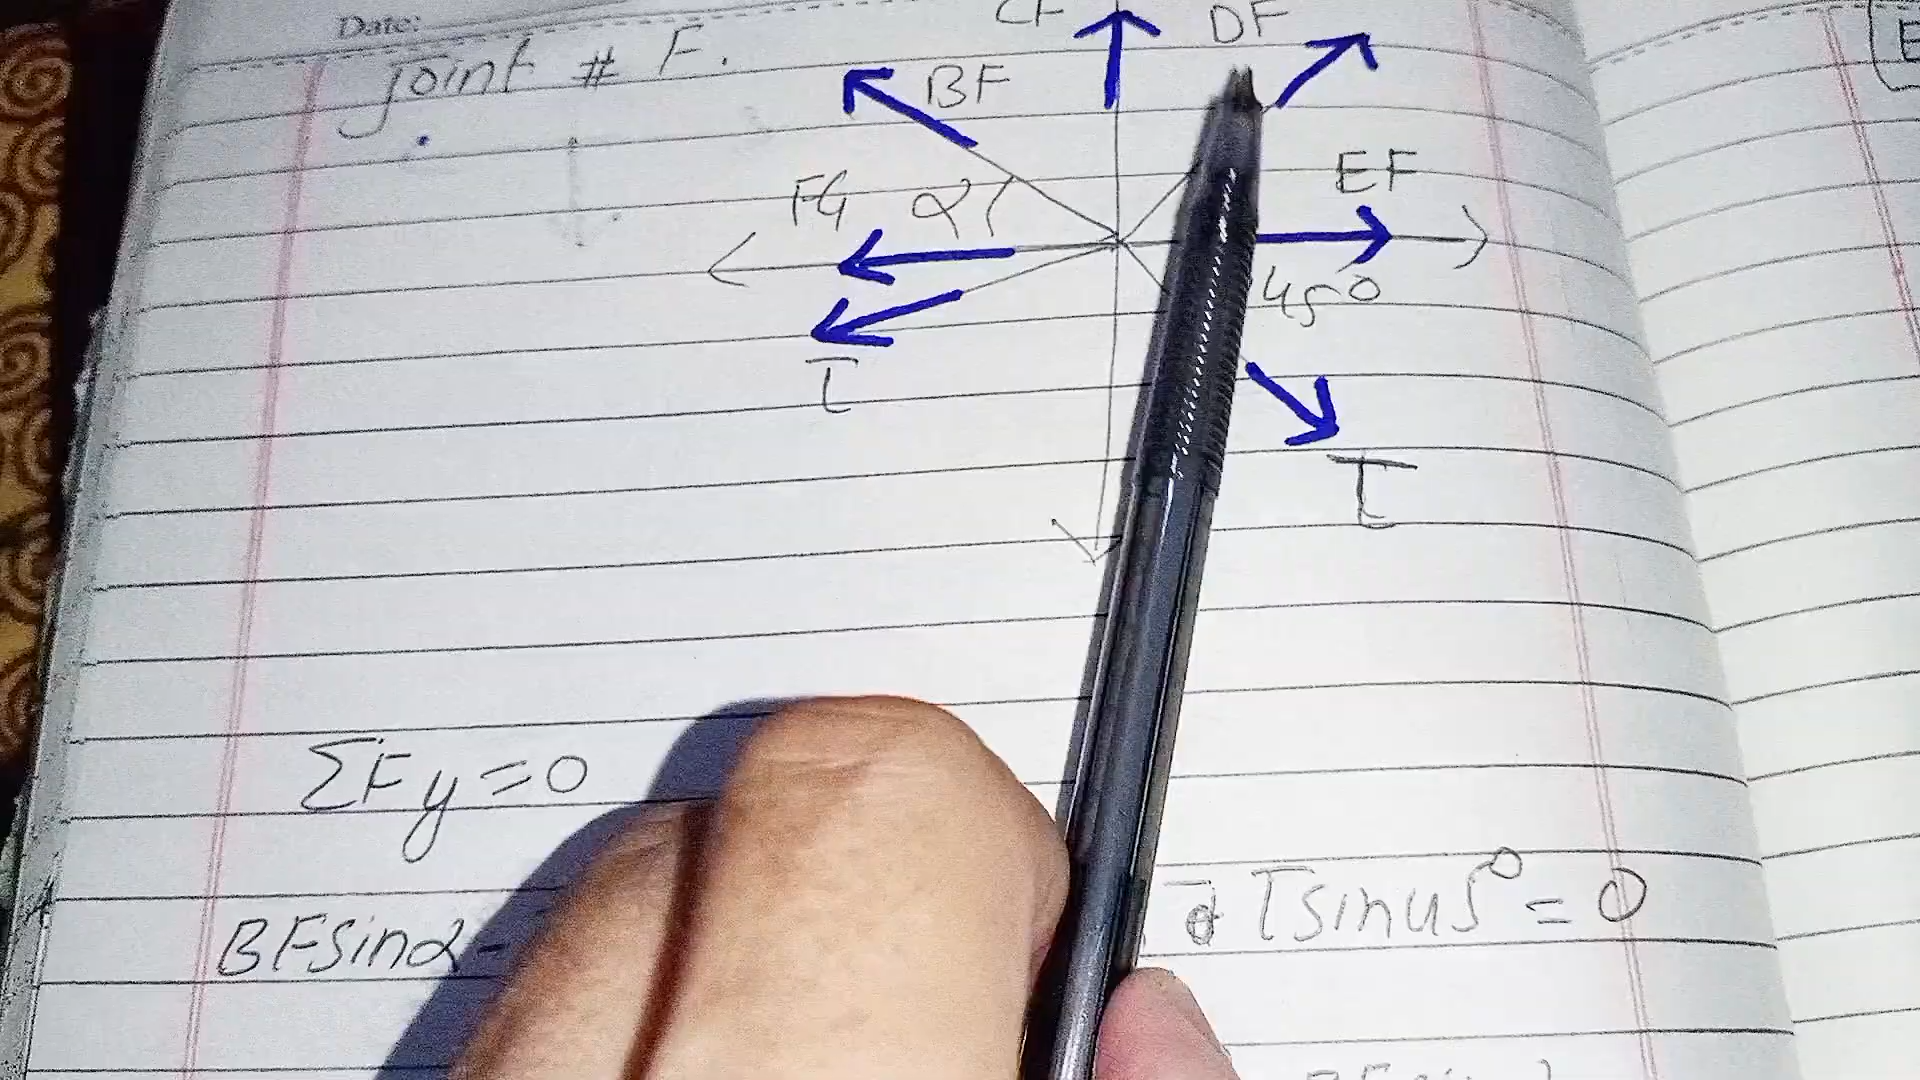 Date:
joint # F.
CF DF
BF
EF
FG α
45°
T
T
ΣFy=0
BFSinα-
TSin45°=0